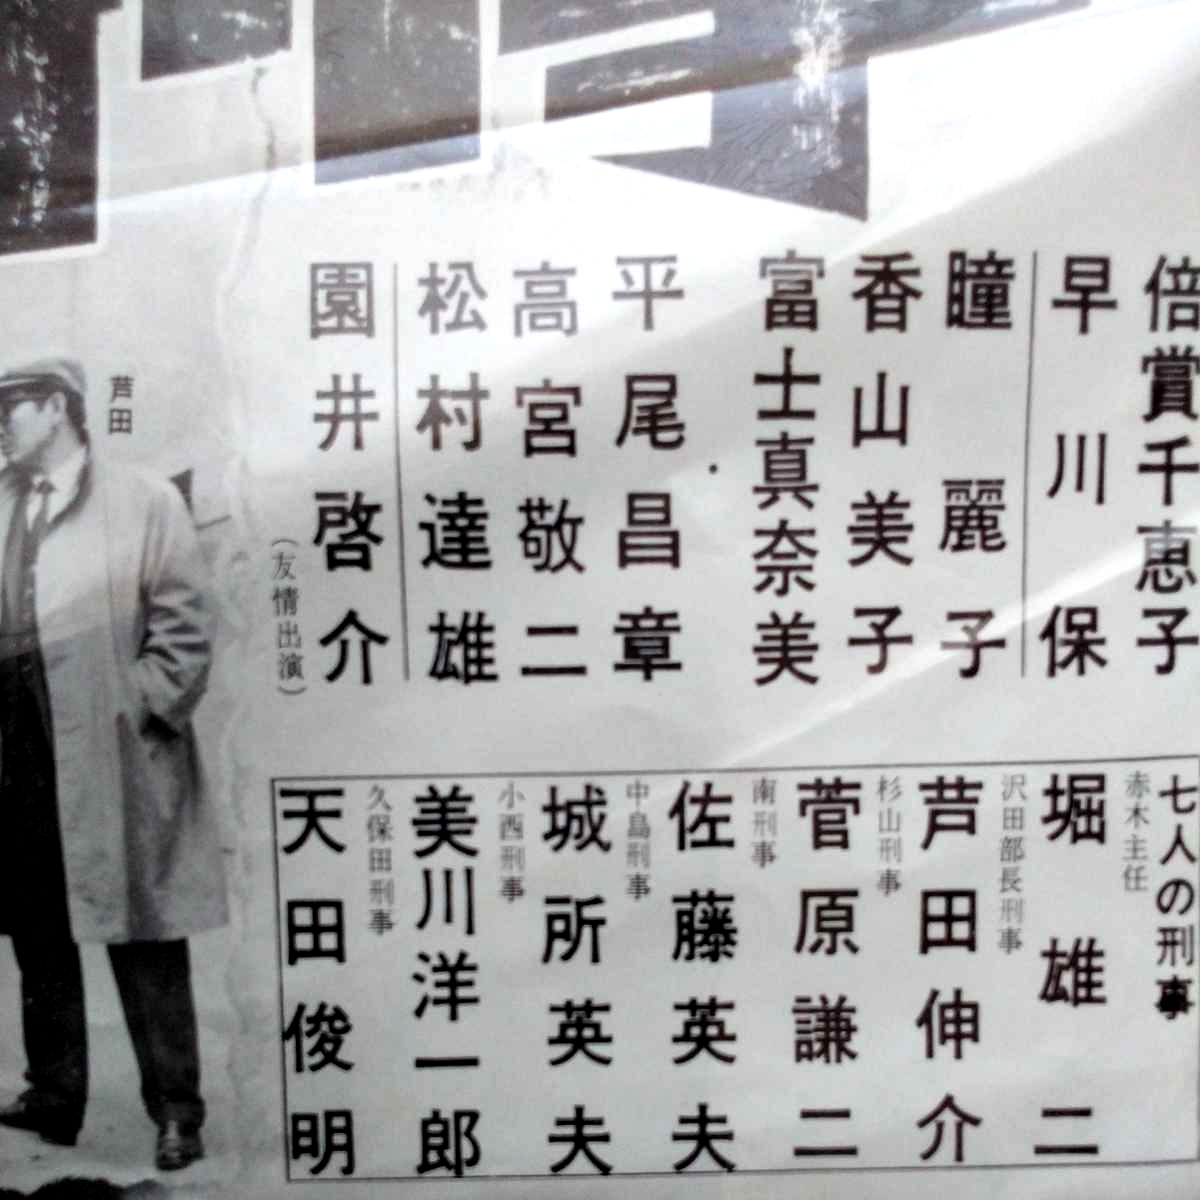 倍賞千恵子
早川保
瞳麗子
香山美子
富士真奈美
平尾昌章
高宮敬二
松村達雄
園井啓介
(友情出演)
芦田
七人の刑事
赤木主任
堀雄二
沢田部長刑事
芦田伸介
杉山刑事
菅原謙二
南刑事
佐藤英夫
中島刑事
城所英夫
小西刑事
美川洋一郎
久保田刑事
天田俊明